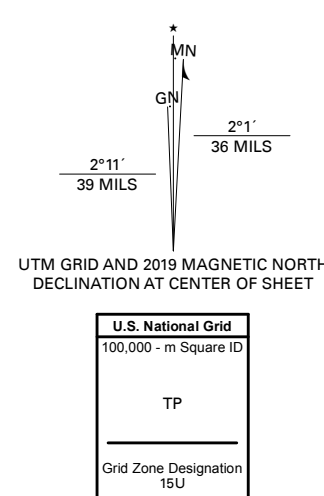 ★
MN
GN
2°1´
36 MILS
2°11´
39 MILS
UTM GRID AND 2019 MAGNETIC NORTH
DECLINATION AT CENTER OF SHEET
U.S. National Grid
100,000 - m Square ID
TP
Grid Zone Designation
15U